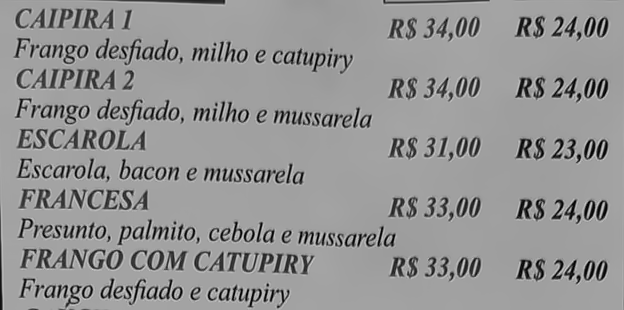 CAIPIRA 1 R$ 34,00 R$ 24,00
Frango desfiado, milho e catupiry
CAIPIRA 2 R$ 34,00 R$ 24,00
Frango desfiado, milho e mussarela
ESCAROLA R$ 31,00 R$ 23,00
Escarola, bacon e mussarela
FRANCESA R$ 33,00 R$ 24,00
Presunto, palmito, cebola e mussarela
FRANGO COM CATUPIRY R$ 33,00 R$ 24,00
Frango desfiado e catupiry